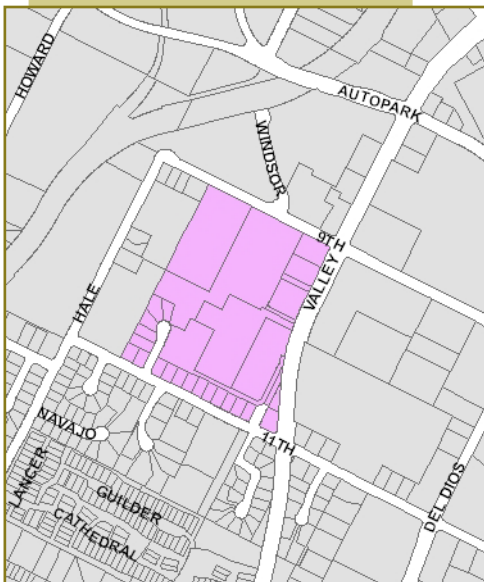 HOWARD
AUTOPARK
WINDSOR
9TH
VALLEY
HALE
NAVAJO
11TH
LANCER
GUILDER
CATHEDRAL
DEL DIOS